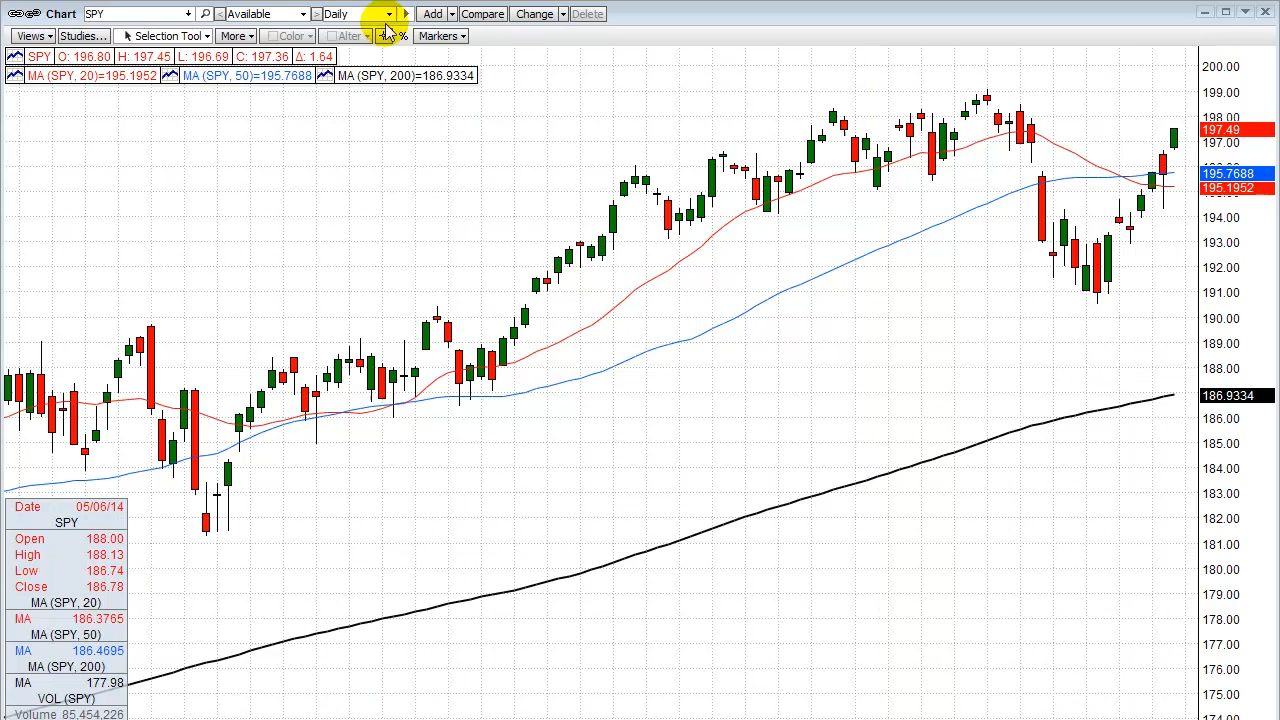 Chart SPY Available Daily Add Compare Change Delete
Views Studies... Selection Tool More Color Alter % Markers
SPY O: 196.80 H: 197.45 L: 196.69 C: 197.36 Δ: 1.64
MA (SPY, 20)=195.1952 MA (SPY, 50)=195.7688 MA (SPY, 200)=186.9334
200.00
199.00
198.00
197.49
197.00
195.7688
195.1952
194.00
193.00
192.00
191.00
190.00
189.00
188.00
186.9334
186.00
185.00
184.00
183.00
182.00
181.00
180.00
179.00
178.00
177.00
176.00
175.00
174.00
Date 05/06/14
SPY
Open 188.00
High 188.13
Low 186.74
Close 186.78
MA (SPY, 20)
MA 186.3765
MA (SPY, 50)
MA 186.4695
MA (SPY, 200)
MA 177.98
VOL (SPY)
Volume 85,454,226